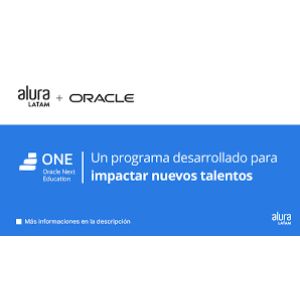 alura
LATAM
+ ORACLE
ONE
Oracle Next
Education
Un programa desarrollado para
impactar nuevos talentos
Más informaciones en la descripción
alura
LATAM